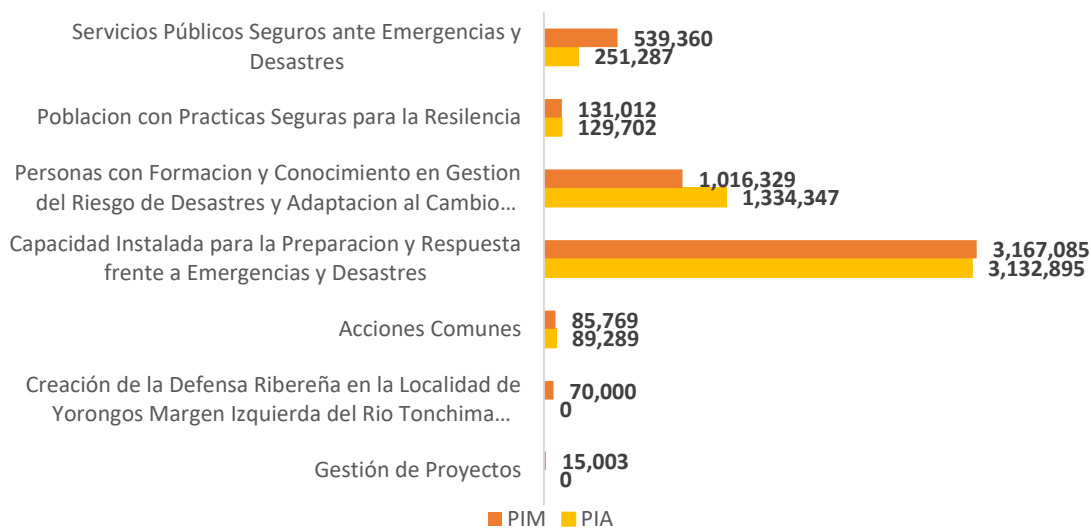 Servicios Públicos Seguros ante Emergencias y
Desastres
539,360
251,287
Poblacion con Practicas Seguras para la Resilencia
131,012
129,702
Personas con Formacion y Conocimiento en Gestion
del Riesgo de Desastres y Adaptacion al Cambio…
1,016,329
1,334,347
Capacidad Instalada para la Preparacion y Respuesta
frente a Emergencias y Desastres
3,167,085
3,132,895
Acciones Comunes
85,769
89,289
Creación de la Defensa Ribereña en la Localidad de
Yorongos Margen Izquierda del Rio Tonchima…
70,000
0
Gestión de Proyectos
15,003
0
PIM PIA